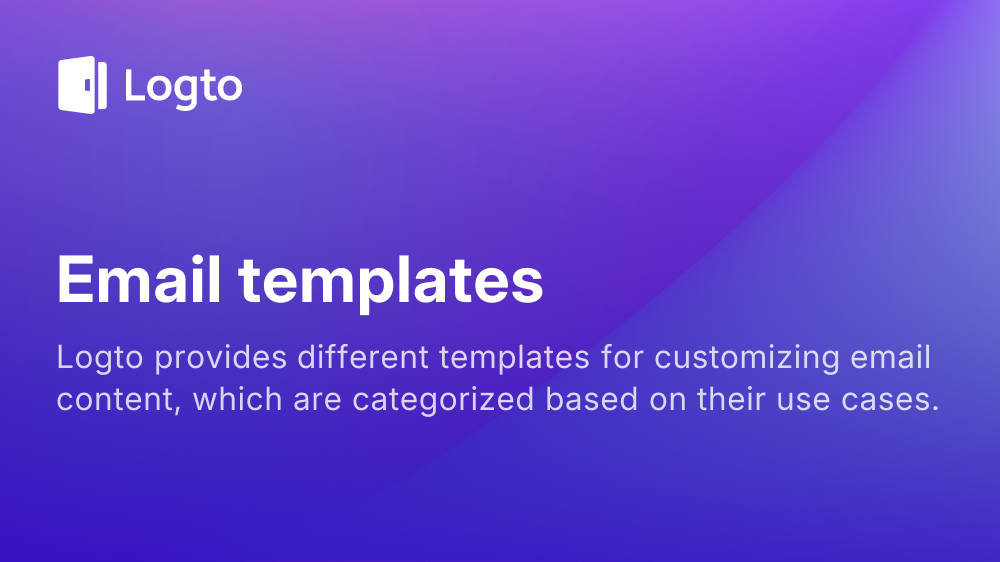 Logto
Email templates
Logto provides different templates for customizing email
content, which are categorized based on their use cases.